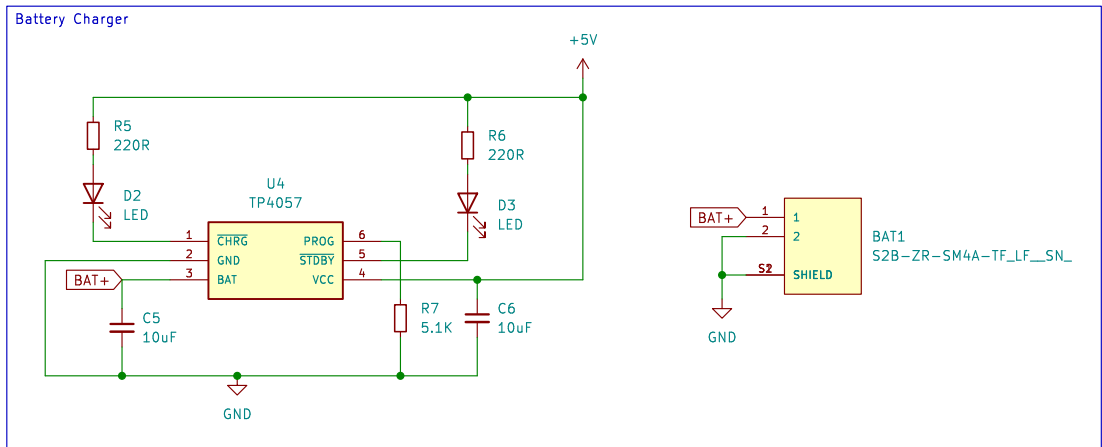 Battery Charger
+5V
R5
220R
R6
220R
D2
LED
U4
TP4057
D3
LED
1
CHRG
PROG
6
2
GND
STDBY
5
3
BAT
VCC
4
BAT+
C5
10uF
R7
5.1K
C6
10uF
GND
BAT+
1
1
2
2
SHIELD
BAT1
S2B-ZR-SM4A-TF_LF__SN_
GND